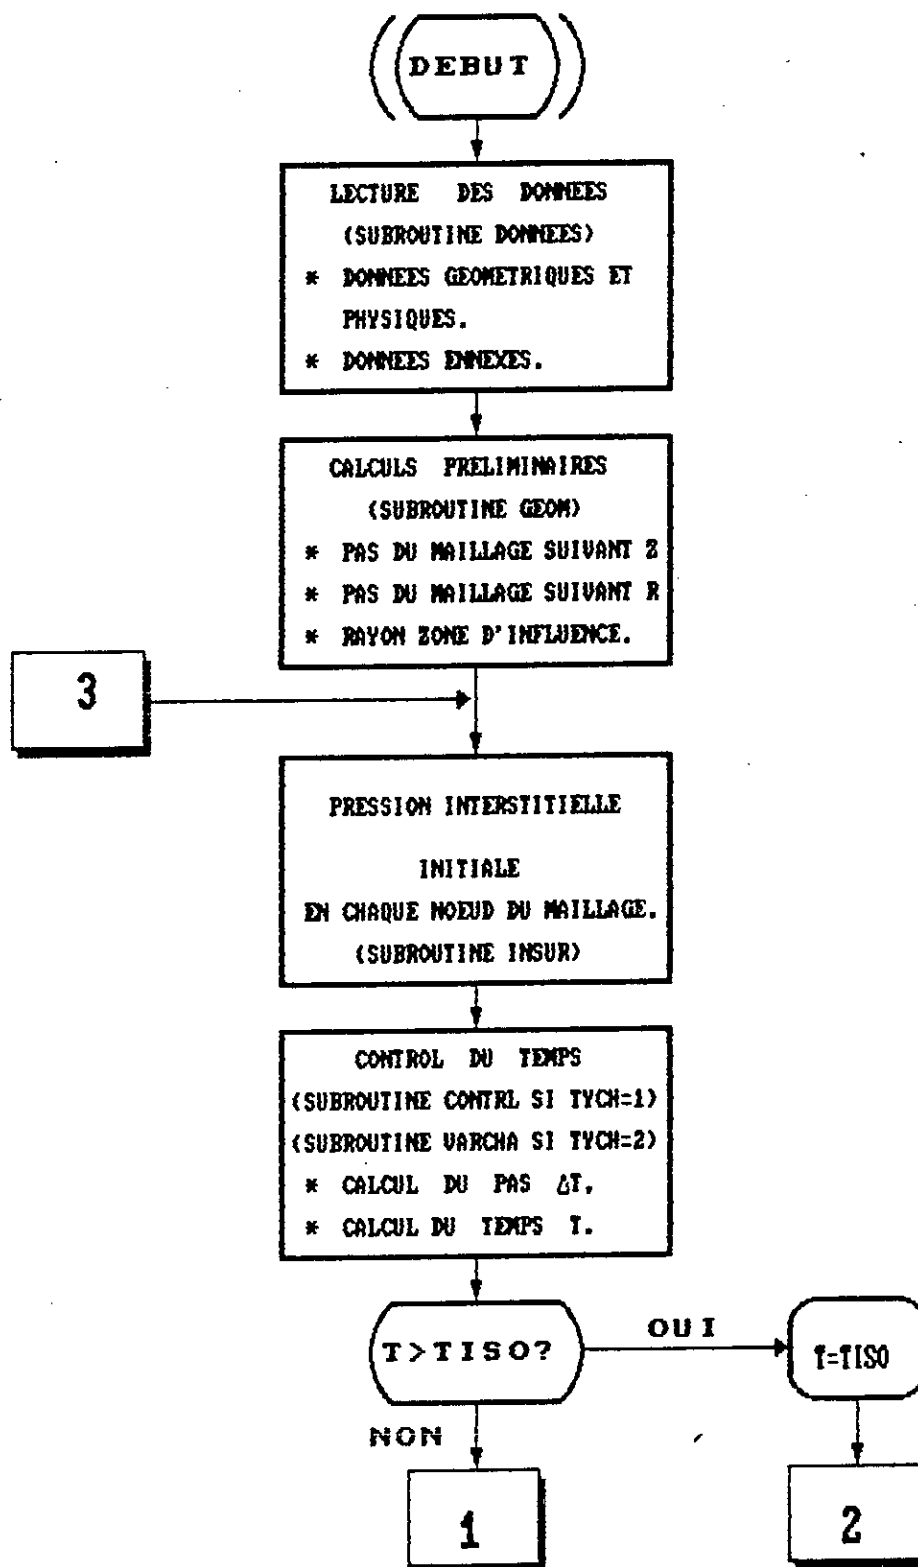 DEBUT
LECTURE DES DONNEES
(SUBROUTINE DONNEES)
* DONNEES GEOMETRIQUES ET
PHYSIQUES.
* DONNEES ENNEXES.
CALCULS PRELIMINAIRES
(SUBROUTINE GEOM)
* PAS DU MAILLAGE SUIVANT Z
* PAS DU MAILLAGE SUIVANT R
* RAYON ZONE D'INFLUENCE.
3
PRESSION INTERSTITIELLE
INITIALE
EN CHAQUE NOEUD DU MAILLAGE.
(SUBROUTINE INSUR)
CONTROL DU TEMPS
(SUBROUTINE CONTRL SI TYCH=1)
(SUBROUTINE VARCHA SI TYCH=2)
* CALCUL DU PAS ΔT.
* CALCUL DU TEMPS T.
T>TISO?
OUI
T=TISO
NON
1
2